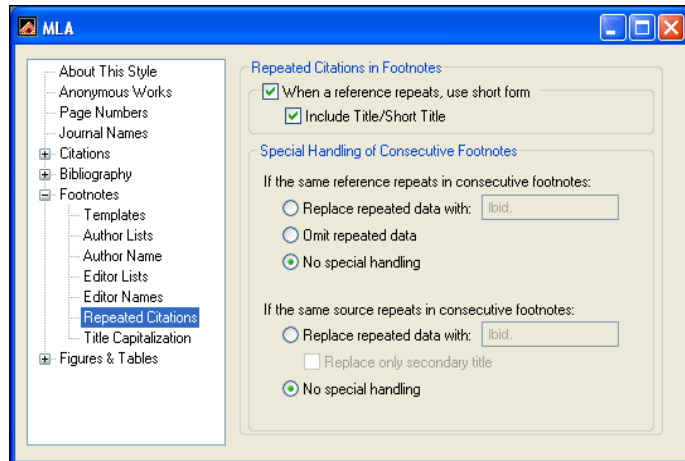 MLA
About This Style
Anonymous Works
Page Numbers
Journal Names
Citations
Bibliography
Footnotes
Templates
Author Lists
Author Name
Editor Lists
Editor Names
Repeated Citations
Title Capitalization
Figures & Tables
Repeated Citations in Footnotes
When a reference repeats, use short form
Include Title/Short Title
Special Handling of Consecutive Footnotes
If the same reference repeats in consecutive footnotes:
Replace repeated data with: Ibid.
Omit repeated data
No special handling
If the same source repeats in consecutive footnotes:
Replace repeated data with: Ibid.
Replace only secondary title
No special handling